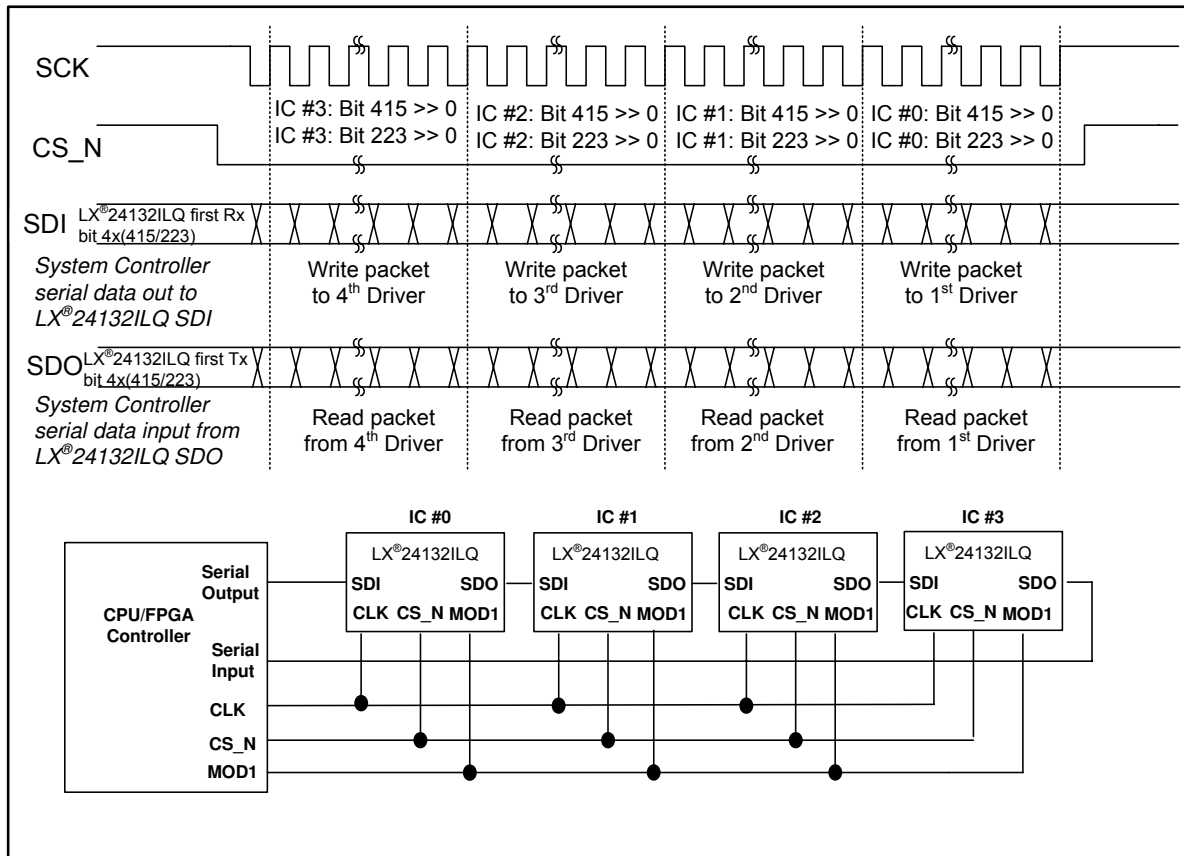 SCK
IC #3: Bit 415 >> 0
IC #3: Bit 223 >> 0
IC #2: Bit 415 >> 0
IC #2: Bit 223 >> 0
IC #1: Bit 415 >> 0
IC #1: Bit 223 >> 0
IC #0: Bit 415 >> 0
IC #0: Bit 223 >> 0
CS_N
SDI
LX®24132ILQ first Rx
bit 4x(415/223)
System Controller
serial data out to
LX®24132ILQ SDI
Write packet
to 4th Driver
Write packet
to 3rd Driver
Write packet
to 2nd Driver
Write packet
to 1st Driver
SDO
LX®24132ILQ first Tx
bit 4x(415/223)
System Controller
serial data input from
LX®24132ILQ SDO
Read packet
from 4th Driver
Read packet
from 3rd Driver
Read packet
from 2nd Driver
Read packet
from 1st Driver
IC #0
IC #1
IC #2
IC #3
CPU/FPGA
Controller
Serial
Output
Serial
Input
CLK
CS_N
MOD1
LX®24132ILQ
SDI SDO
CLK CS_N MOD1
LX®24132ILQ
SDI SDO
CLK CS_N MOD1
LX®24132ILQ
SDI SDO
CLK CS_N MOD1
LX®24132ILQ
SDI SDO
CLK CS_N MOD1